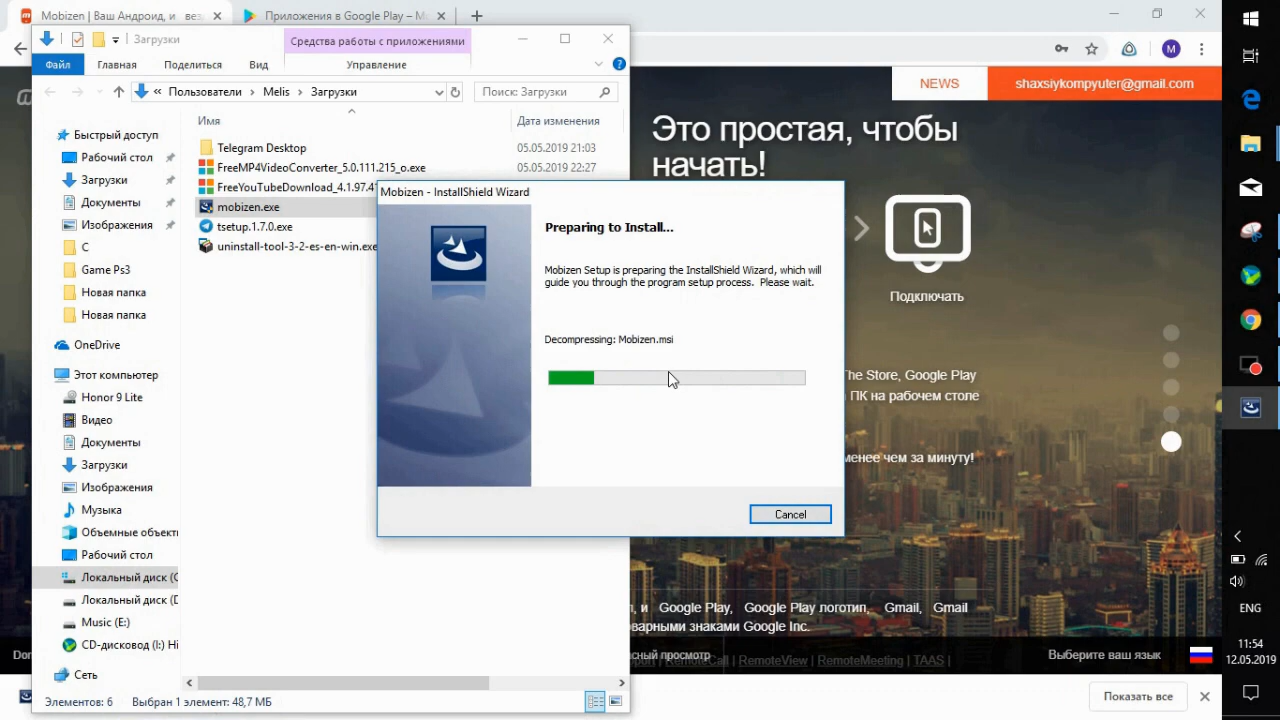 Mobizen | Ваш Андроид, и вез
Приложения в Google Play – Mo
Загрузки
Средства работы с приложениями
Файл
Главная
Поделиться
Вид
Управление
« Пользователи › Melis › Загрузки
Поиск: Загрузки
NEWS
shaxsiykompyuter@gmail.com
Имя
Дата изменения
Быстрый доступ
Рабочий стол
Загрузки
Документы
Изображения
C
Game Ps3
Новая папка
Новая папка
OneDrive
Этот компьютер
Honor 9 Lite
Видео
Документы
Загрузки
Изображения
Музыка
Объемные объект
Рабочий стол
Локальный диск (C
Локальный диск (D
Music (E:)
CD-дисковод (I:) Hi
Сеть
Telegram Desktop
05.05.2019 21:03
FreeMP4VideoConverter_5.0.111.215_o.exe
05.05.2019 22:27
FreeYouTubeDownload_4.1.97.41
mobizen.exe
tsetup.1.7.0.exe
uninstall-tool-3-2-es-en-win.exe
Элементов: 6
Выбран 1 элемент: 48,7 МБ
Mobizen - InstallShield Wizard
Preparing to Install...
Mobizen Setup is preparing the InstallShield Wizard, which will
guide you through the program setup process. Please wait.
Decompressing: Mobizen.msi
Cancel
Это простая, чтобы
начать!
Подключать
The Store, Google Play
ПК на рабочем столе
менее чем за минуту!
и Google Play, Google Play логотип, Gmail, Gmail
товарными знаками Google Inc.
просмотр
| RemoteCall | RemoteView | RemoteMeeting | TAAS |
Выберите ваш язык
Показать все
M
ENG
11:54
12.05.2019